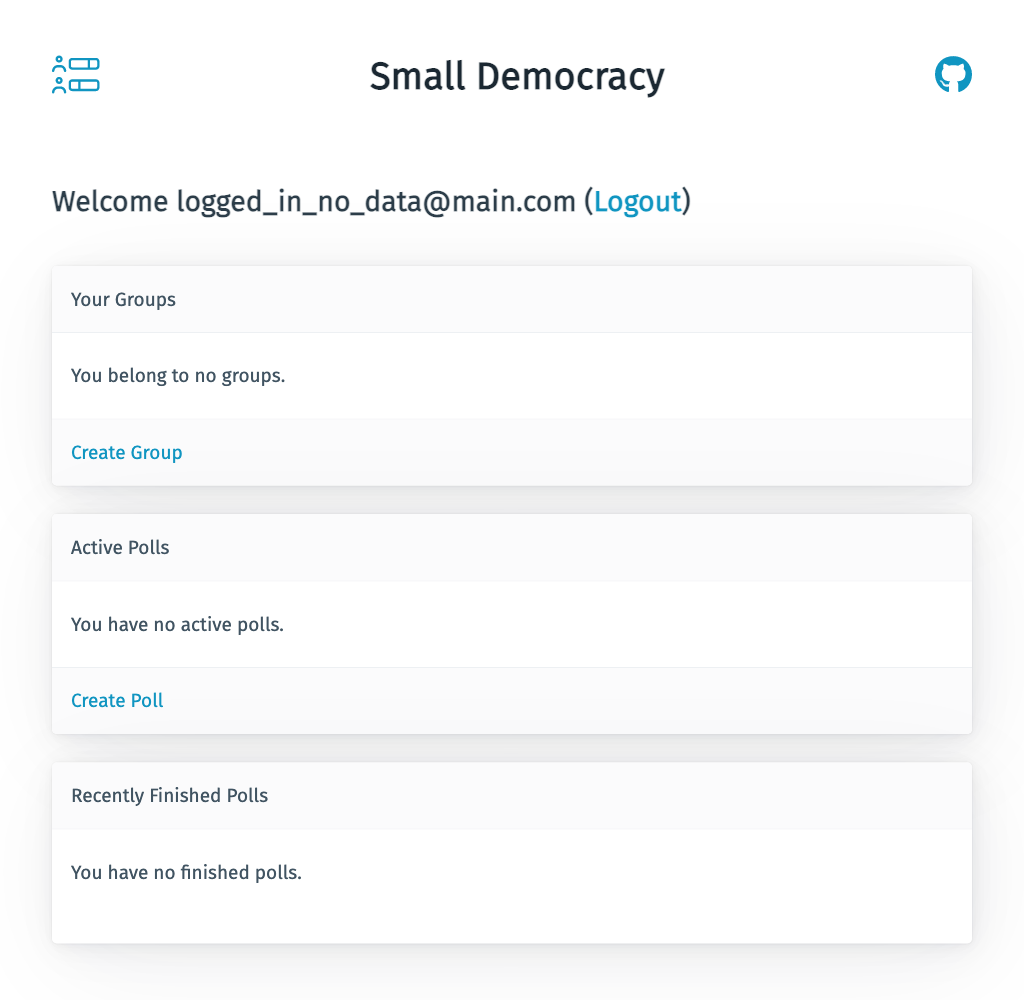 Small Democracy
Welcome logged_in_no_data@main.com (Logout)
Your Groups
You belong to no groups.
Create Group
Active Polls
You have no active polls.
Create Poll
Recently Finished Polls
You have no finished polls.